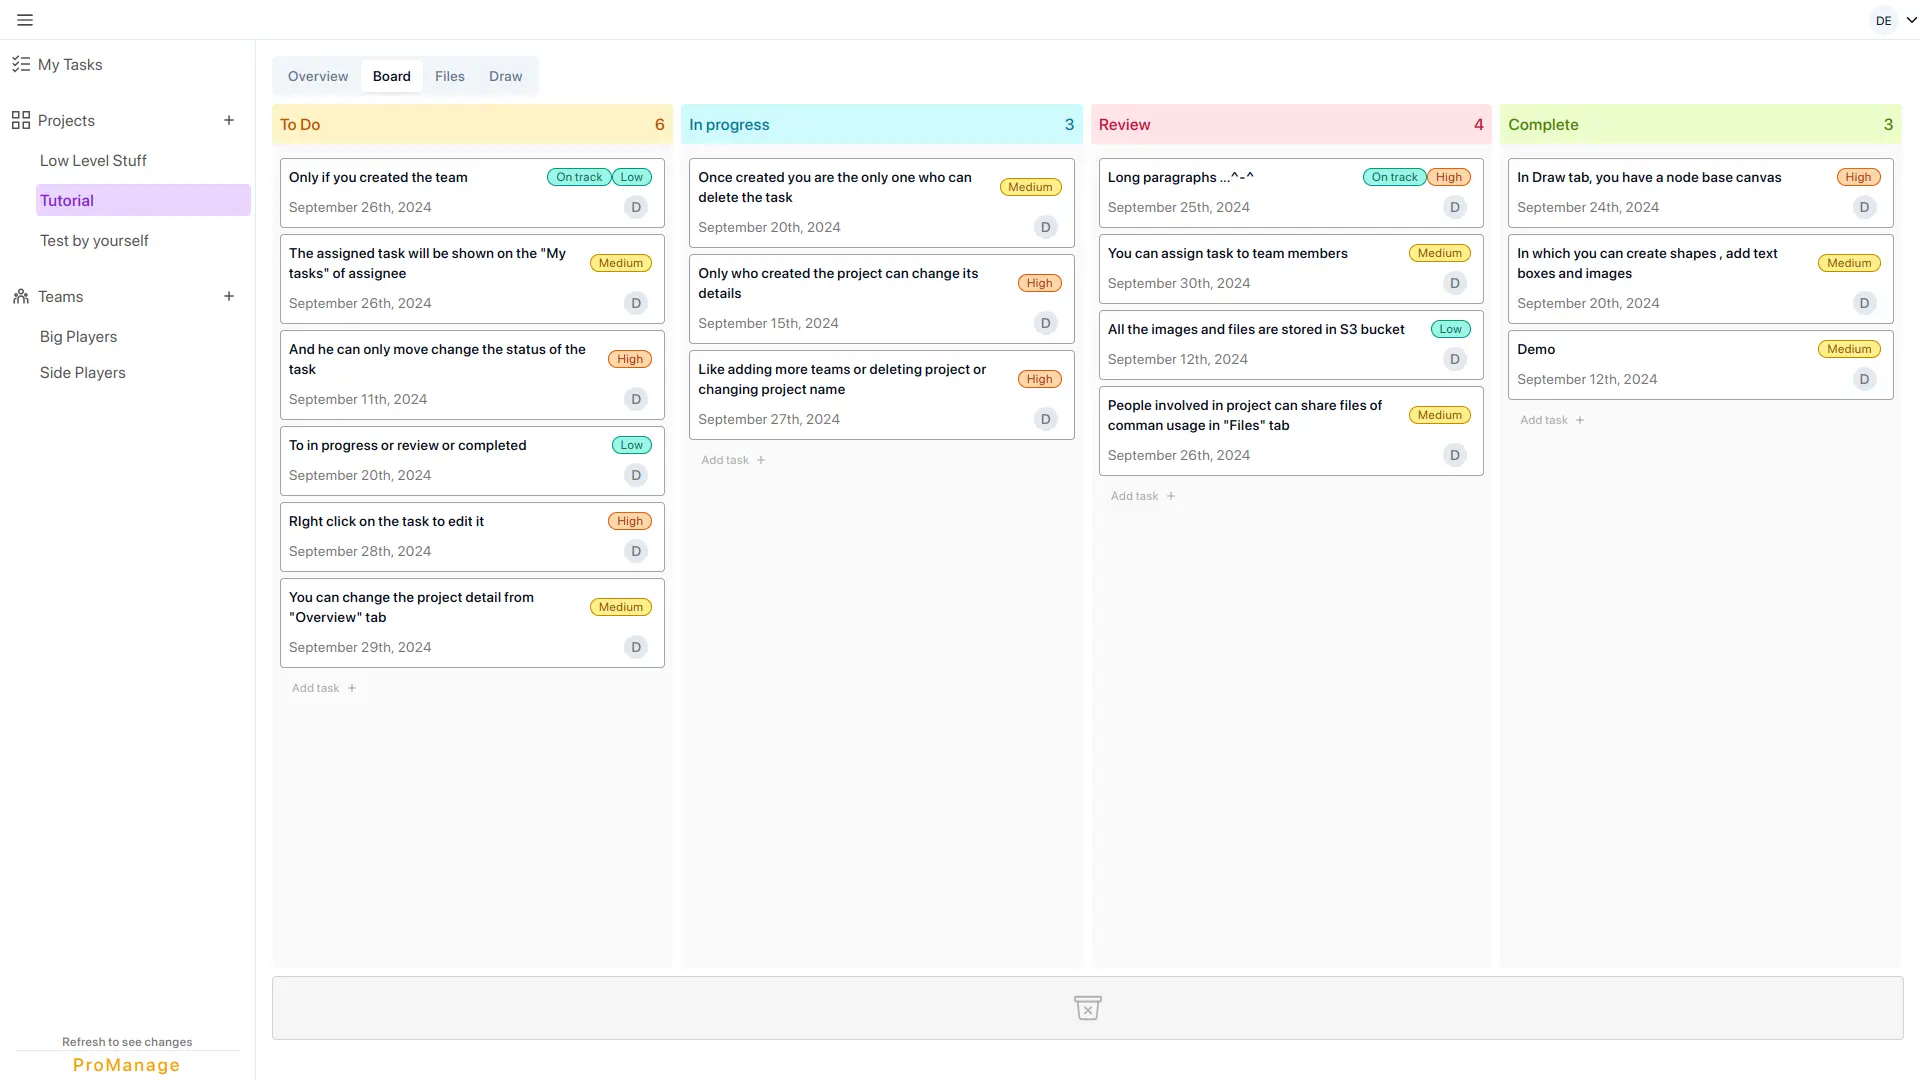 DE
My Tasks
Projects
Low Level Stuff
Tutorial
Test by yourself
Teams
Big Players
Side Players
Refresh to see changes
ProManage
Overview Board Files Draw
To Do 6
Only if you created the team On track Low
September 26th, 2024 D
The assigned task will be shown on the "My
tasks" of assignee
Medium
September 26th, 2024 D
And he can only move change the status of the
task
High
September 11th, 2024 D
To in progress or review or completed Low
September 20th, 2024 D
RIght click on the task to edit it High
September 28th, 2024 D
You can change the project detail from
"Overview" tab
Medium
September 29th, 2024 D
Add task +
In progress 3
Once created you are the only one who can
delete the task
Medium
September 20th, 2024 D
Only who created the project can change its
details
High
September 15th, 2024 D
Like adding more teams or deleting project or
changing project name
High
September 27th, 2024 D
Add task +
Review 4
Long paragraphs ...^-^ On track High
September 25th, 2024 D
You can assign task to team members Medium
September 30th, 2024 D
All the images and files are stored in S3 bucket Low
September 12th, 2024 D
People involved in project can share files of
comman usage in "Files" tab
Medium
September 26th, 2024 D
Add task +
Complete 3
In Draw tab, you have a node base canvas High
September 24th, 2024 D
In which you can create shapes , add text
boxes and images
Medium
September 20th, 2024 D
Demo Medium
September 12th, 2024 D
Add task +